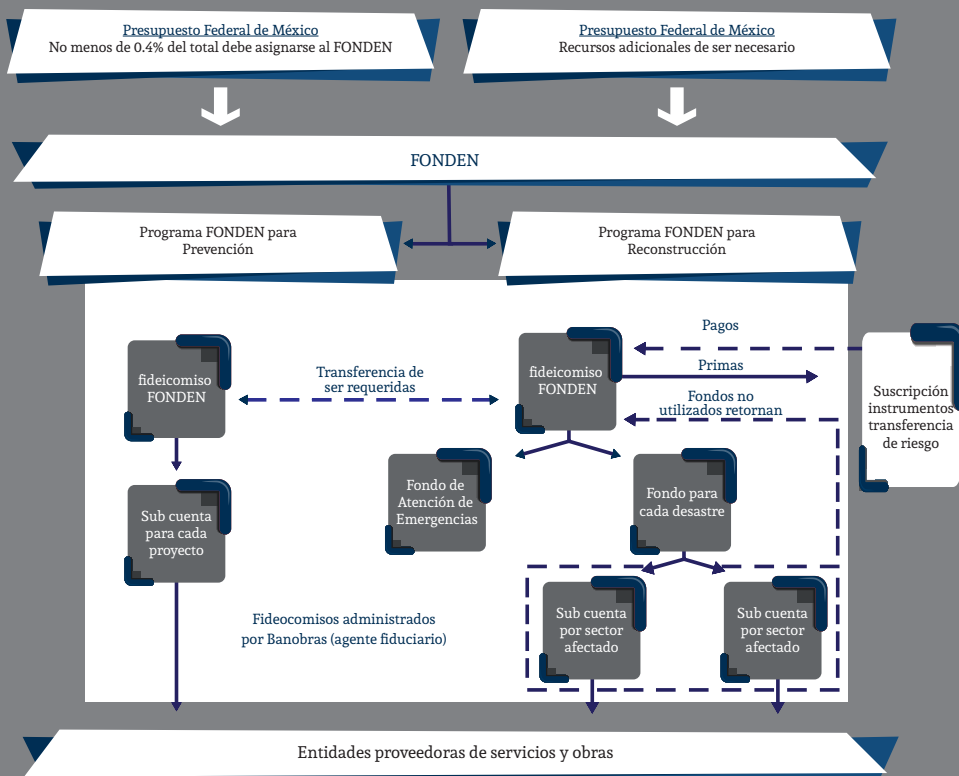 Presupuesto Federal de México
No menos de 0.4% del total debe asignarse al FONDEN
Presupuesto Federal de México
Recursos adicionales de ser necesario
FONDEN
Programa FONDEN para
Prevención
Programa FONDEN para
Reconstrucción
fideicomiso
FONDEN
Transferencia de
ser requeridas
fideicomiso
FONDEN
Pagos
Primas
Fondos no
utilizados retornan
Suscripción
instrumentos
transferencia
de riesgo
Sub cuenta
para cada
proyecto
Fondo de
Atención de
Emergencias
Fondo para
cada desastre
Fideocomisos administrados
por Banobras (agente fiduciario)
Sub cuenta
por sector
afectado
Sub cuenta
por sector
afectado
Entidades proveedoras de servicios y obras